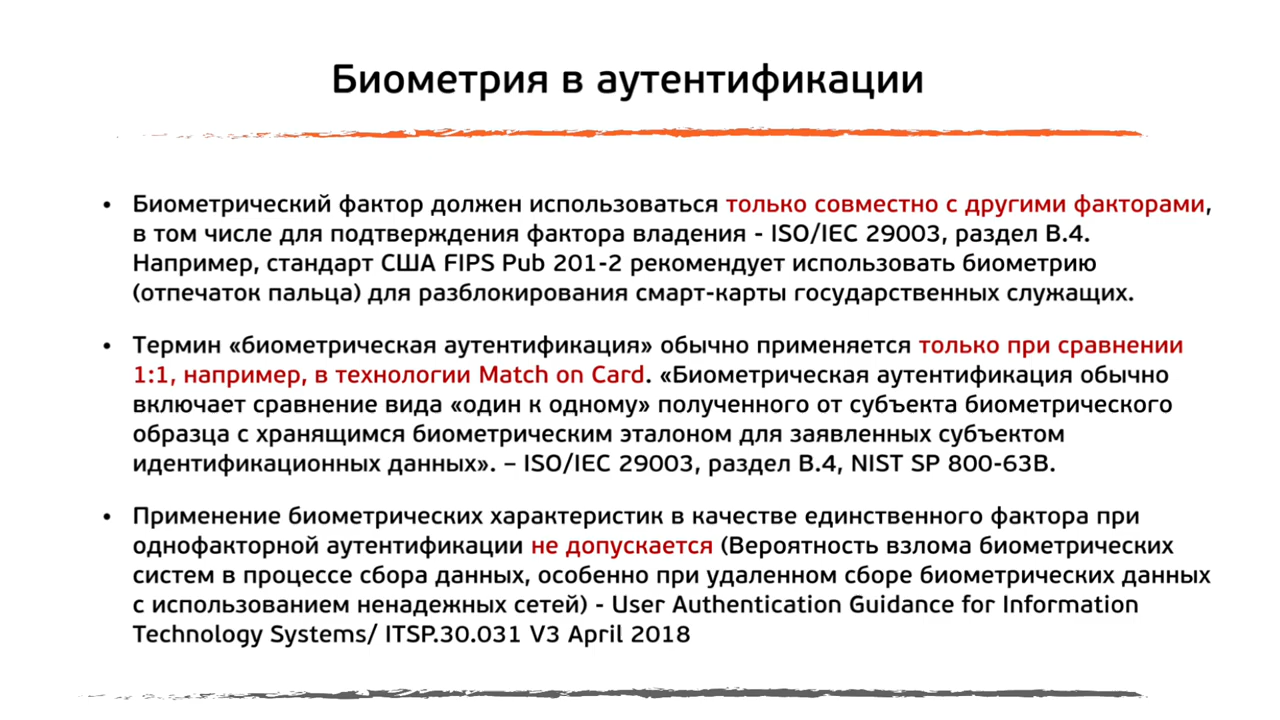 Биометрия в аутентификации
• Биометрический фактор должен использоваться только совместно с другими факторами,
в том числе для подтверждения фактора владения - ISO/IEC 29003, раздел B.4.
Например, стандарт США FIPS Pub 201-2 рекомендует использовать биометрию
(отпечаток пальца) для разблокирования смарт-карты государственных служащих.
• Термин «биометрическая аутентификация» обычно применяется только при сравнении
1:1, например, в технологии Match on Card. «Биометрическая аутентификация обычно
включает сравнение вида «один к одному» полученного от субъекта биометрического
образца с хранящимся биометрическим эталоном для заявленных субъектом
идентификационных данных». – ISO/IEC 29003, раздел B.4, NIST SP 800-63B.
• Применение биометрических характеристик в качестве единственного фактора при
однофакторной аутентификации не допускается (Вероятность взлома биометрических
систем в процессе сбора данных, особенно при удаленном сборе биометрических данных
с использованием ненадежных сетей) - User Authentication Guidance for Information
Technology Systems/ ITSP.30.031 V3 April 2018